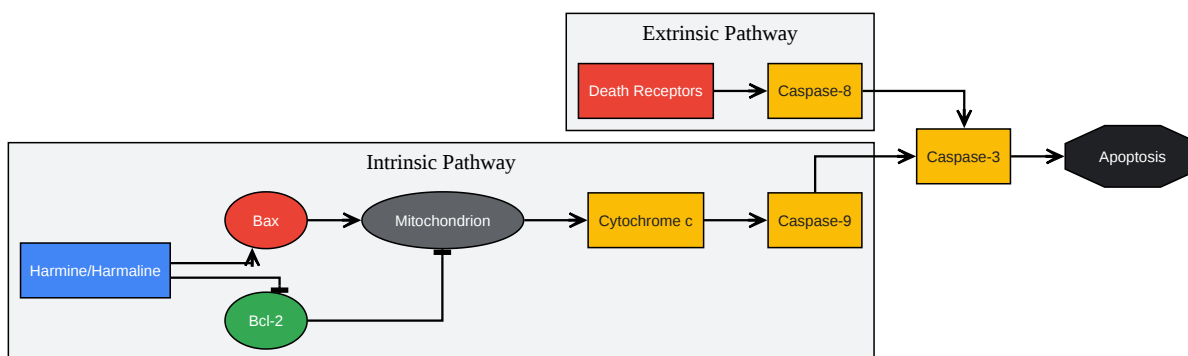 Extrinsic Pathway
Death Receptors
Caspase-8
Intrinsic Pathway
Caspase-3
Apoptosis
Bax
Mitochondrion
Cytochrome c
Caspase-9
Harmine/Harmaline
Bcl-2